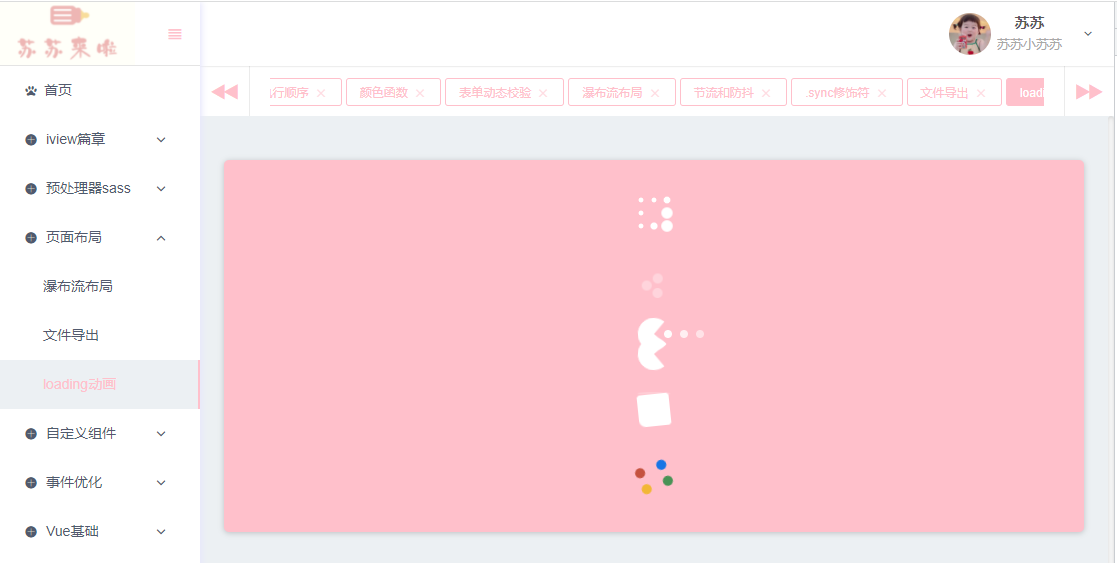 苏苏来啦
苏苏
苏苏小苏苏
行顺序
颜色函数
表单动态校验
瀑布流布局
节流和防抖
.sync修饰符
文件导出
load
首页
iview篇章
预处理器sass
页面布局
瀑布流布局
文件导出
loading动画
自定义组件
事件优化
Vue基础